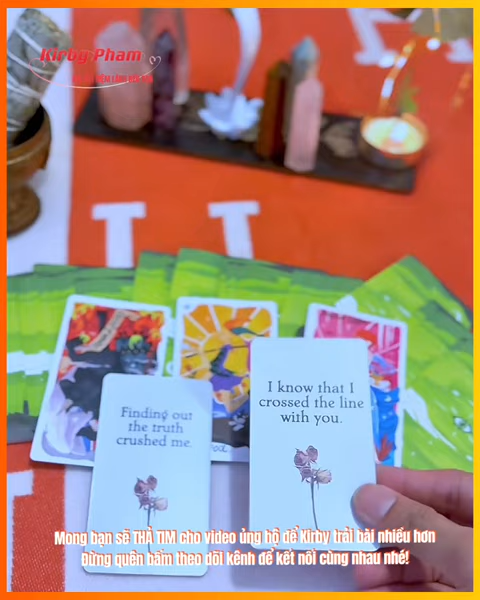 Kirby Pham
Finding out
the truth
crushed me.
I know that I
crossed the line
with you.
Mong bạn sẽ THẢ TIM cho video ủng hộ để Kirby trải bài nhiều hơn
Đừng quên bấm theo dõi kênh để kết nối cùng nhau nhé!